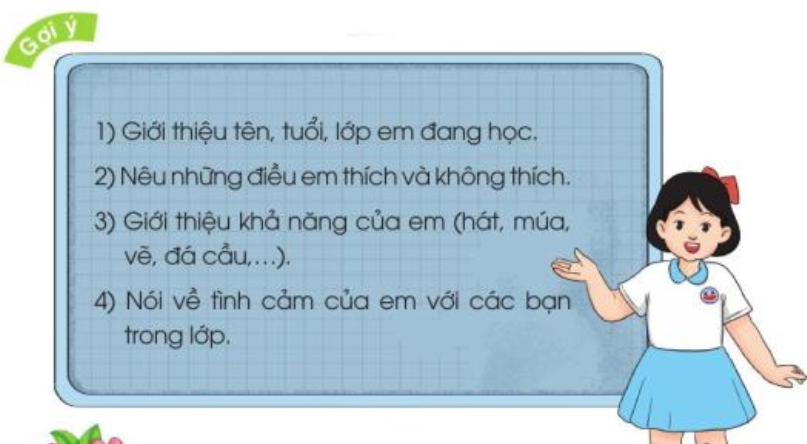 Gợi ý
1) Giới thiệu tên, tuổi, lớp em đang học.
2) Nêu những điều em thích và không thích.
3) Giới thiệu khả năng của em (hát, múa,
vẽ, đá cầu,...).
4) Nói về tình cảm của em với các bạn
trong lớp.